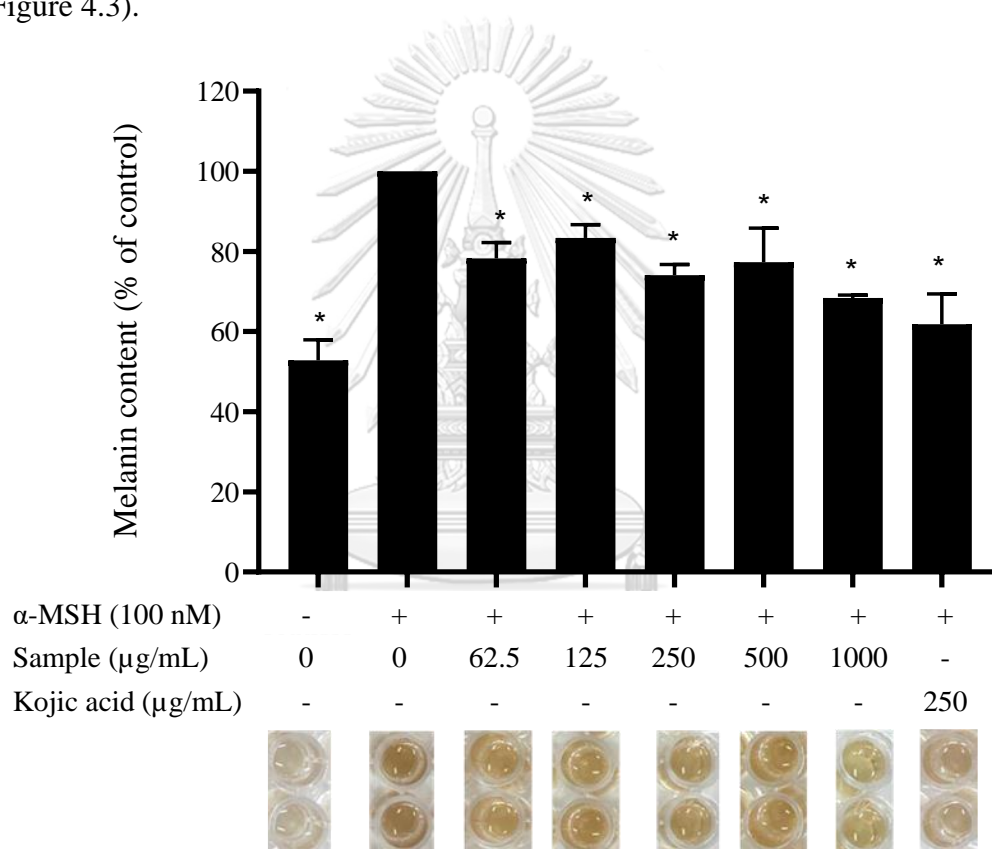 Figure 4.3).
120
100
80
60
40
20
0
Melanin content (% of control)
* * * * * * *
α-MSH (100 nM) - + + + + + + +
Sample (µg/mL) 0 0 62.5 125 250 500 1000 -
Kojic acid (µg/mL) - - - - - - - 250